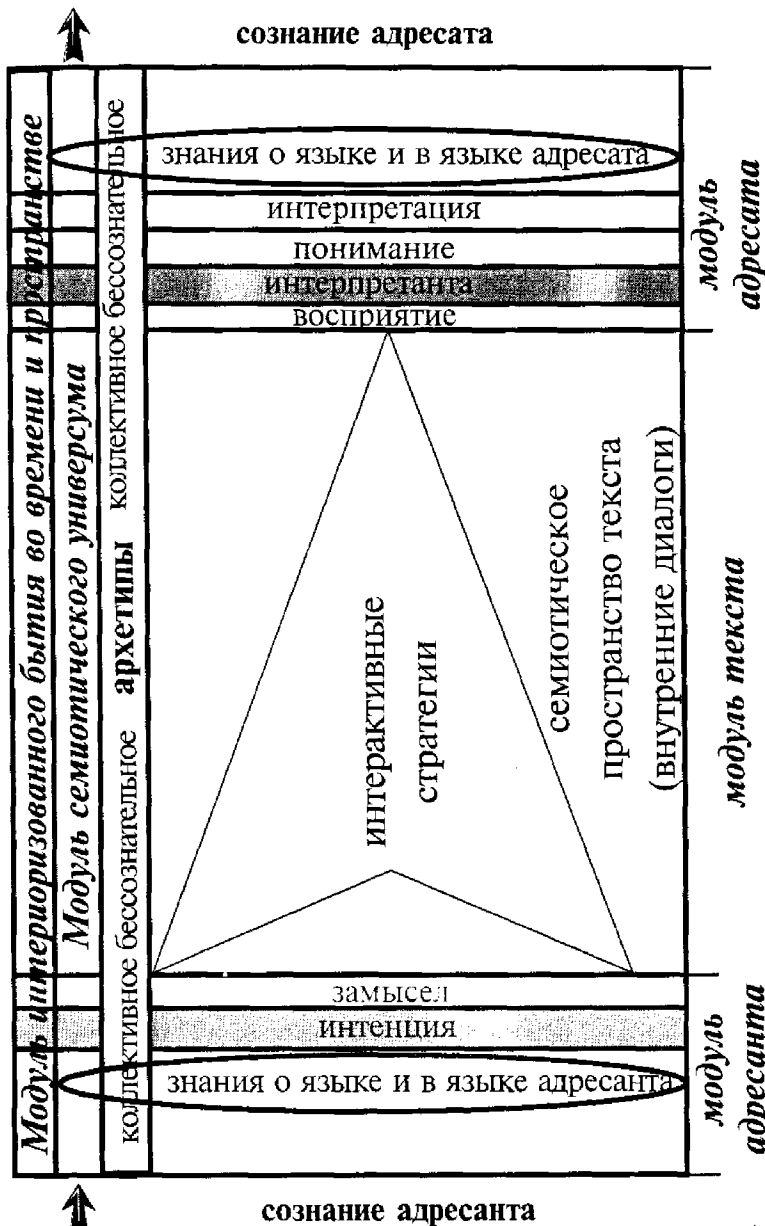 сознание адресата
Модуль интериоризованного бытия во времени и пространстве
Модуль семиотического универсума
коллективное бессознательное
архетипы
коллективное бессознательное
знания о языке и в языке адресата
интерпретация
понимание
интерпретанта
восприятие
модуль
адресата
интерактивные
стратегии
семиотическое
пространство текста
(внутренние диалоги)
модуль текста
замысел
интенция
знания о языке и в языке адресанта
модуль
адресанта
сознание адресанта